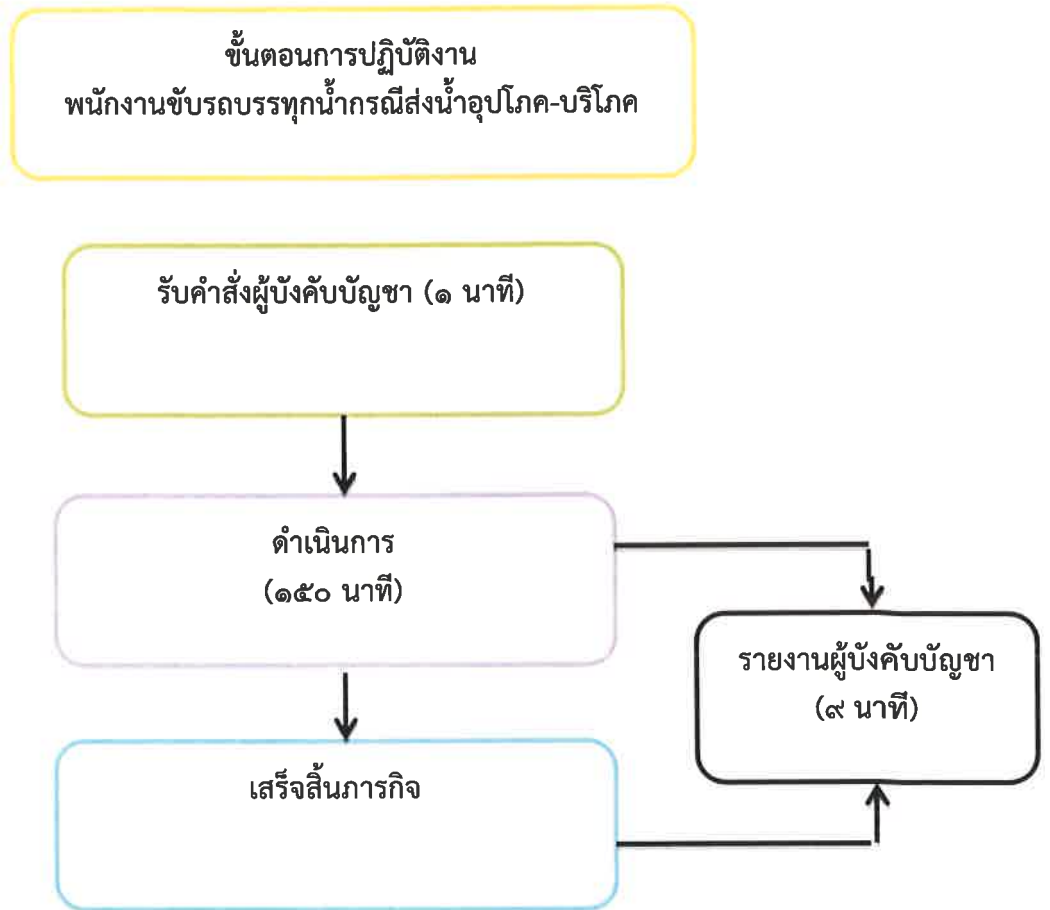 ขั้นตอนการปฏิบัติงาน
พนักงานขับรถบรรทุกน้ำกรณีส่งน้ำอุปโภค-บริโภค
รับคำสั่งผู้บังคับบัญชา (๑ นาที)
ดำเนินการ
(๑๕๐ นาที)
รายงานผู้บังคับบัญชา
(๙ นาที)
เสร็จสิ้นภารกิจ